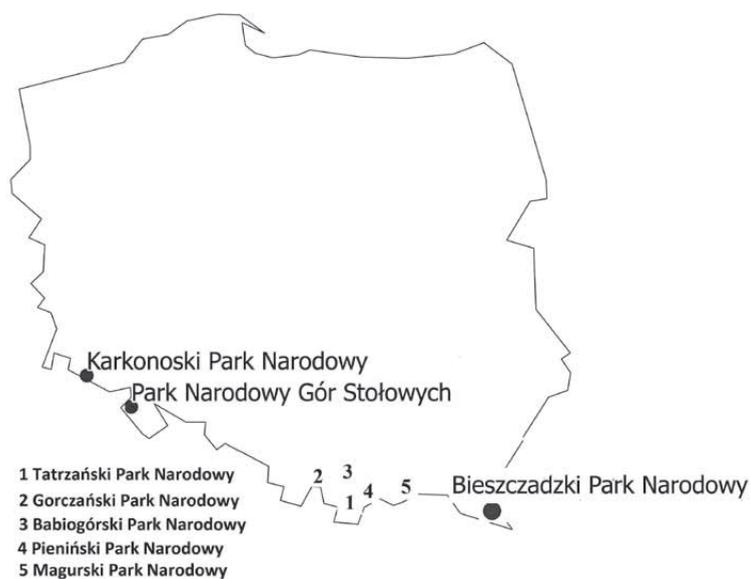 Karkonoski Park Narodowy
Park Narodowy Gór Stołowych
2 3
1 4 5
Bieszczadzki Park Narodowy
1 Tatrzański Park Narodowy
2 Gorczański Park Narodowy
3 Babiogórski Park Narodowy
4 Pieniński Park Narodowy
5 Magurski Park Narodowy